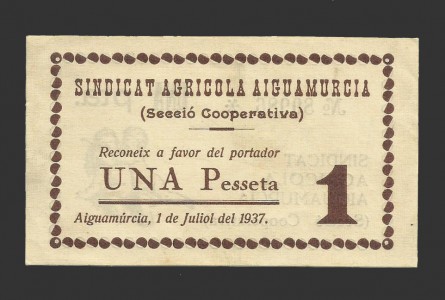 SINDICAT AGRICOLA AIGUAMURCIA
(Secció Cooperativa)
Reconeix a favor del portador
UNA Pesseta
1
Aiguamúrcia, 1 de Juliol del 1937.